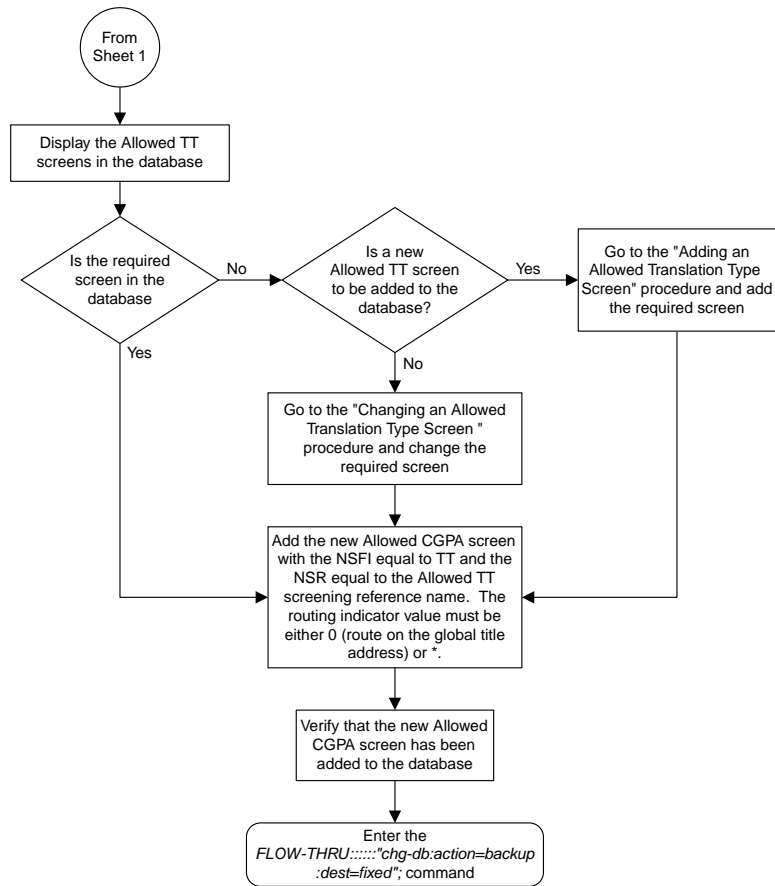 From
Sheet 1
Display the Allowed TT
screens in the database
Is the required
screen in the
database
No
Yes
Is a new
Allowed TT screen
to be added to the
database?
Yes
No
Go to the "Adding an
Allowed Translation Type
Screen" procedure and add
the required screen
Go to the "Changing an Allowed
Translation Type Screen "
procedure and change the
required screen
Add the new Allowed CGPA screen
with the NSFI equal to TT and the
NSR equal to the Allowed TT
screening reference name. The
routing indicator value must be
either 0 (route on the global title
address) or *.
Verify that the new Allowed
CGPA screen has been
added to the database
Enter the
FLOW-THRU::::::"chg-db:action=backup
:dest=fixed"; command